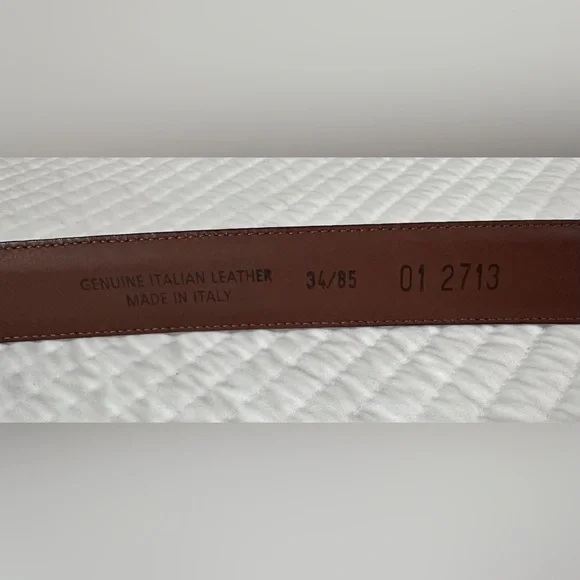 GENUINE ITALIAN LEATHER
MADE IN ITALY
34/85
01 2713